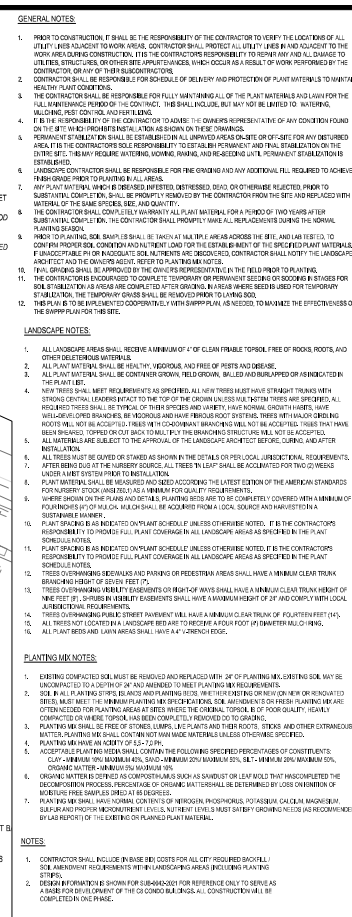 GENERAL NOTES:
1. PRIOR TO CONSTRUCTION, IT SHALL BE THE RESPONSIBILITY OF THE CONTRACTOR TO VERIFY THE LOCATIONS OF ALL
UTILITY LINES ADJACENT TO WORK AREAS. CONTRACTOR SHALL PROTECT ALL UTILITY LINES IN AND ADJACENT TO THE
WORK AREA DURING CONSTRUCTION. IT IS THE CONTRACTOR'S RESPONSIBILITY TO REPAIR ANY AND ALL DAMAGE TO
UTILITIES, STRUCTURES, OR OTHER SITE APPURTENANCES, WHICH OCCUR AS A RESULT OF WORK PERFORMED BY THE
CONTRACTOR, OR ANY OF THEIR SUBCONTRACTORS.
2. CONTRACTOR SHALL BE RESPONSIBLE FOR SCHEDULE OF DELIVERY AND PROTECTION OF PLANT MATERIALS TO MAINTAI
HEALTHY PLANT CONDITIONS.
3. THE CONTRACTOR SHALL BE RESPONSIBLE FOR FULLY MAINTAINING ALL OF THE PLANT MATERIALS AND LAWN FOR THE
FULL MAINTENANCE PERIOD OF THE CONTRACT. THIS SHALL INCLUDE, BUT MAY NOT BE LIMITED TO: WATERING,
MULCHING, PEST CONTROL AND FERTILIZING.
4. IT IS THE RESPONSIBILITY OF THE CONTRACTOR TO ADVISE THE OWNER'S REPRESENTATIVE OF ANY CONDITION FOUND
ON THE SITE WHICH PROHIBITS INSTALLATION AS SHOWN ON THESE DRAWINGS.
5. PERMANENT STABILIZATION SHALL BE ESTABLISHED IN ALL UNPAVED AREAS ON-SITE OR OFF-SITE FOR ANY DISTURBED
AREA. IT IS THE CONTRACTOR'S SOLE RESPONSIBILITY TO ESTABLISH PERMANENT AND FINAL STABILIZATION ON THE
ENTIRE SITE. THIS MAY REQUIRE WATERING, MOWING, RAKING, AND RE-SEEDING UNTIL PERMANENT STABILIZATION IS
ESTABLISHED.
6. LANDSCAPE CONTRACTOR SHALL BE RESPONSIBLE FOR FINE GRADING AND ANY ADDITIONAL FILL REQUIRED TO ACHIEVE
FINISH GRADE PRIOR TO PLANTING IN ALL AREAS.
7. ANY PLANT MATERIAL WHICH IS DISEASED, INFESTED, DISTRESSED, DEAD, OR OTHERWISE REJECTED, PRIOR TO
SUBSTANTIAL COMPLETION, SHALL BE PROMPTLY REMOVED BY THE CONTRACTOR FROM THE SITE AND REPLACED WITH
MATERIAL OF THE SAME SPECIES, SIZE, AND QUANTITY.
8. THE CONTRACTOR SHALL COMPLETELY WARRANTY ALL PLANT MATERIAL FOR A PERIOD OF TWO YEARS AFTER
SUBSTANTIAL COMPLETION. THE CONTRACTOR SHALL PROMPTLY MAKE ALL REPLACEMENTS DURING THE NORMAL
PLANTING SEASON.
9. PRIOR TO PLANTING, SOIL SAMPLES SHALL BE TAKEN AT MULTIPLE AREAS ACROSS THE SITE, AND LAB TESTED, TO
CONFIRM PROPER SOIL CONDITION AND NUTRIENT LOAD FOR THE ESTABLISHMENT OF THE SPECIFIED PLANT MATERIALS,
IF UNACCEPTABLE PH OR INADEQUATE SOIL NUTRIENTS ARE DISCOVERED, CONTRACTOR SHALL NOTIFY THE LANDSCAPE
ARCHITECT AND THE OWNER'S AGENT. REFER TO PLANTING MIX NOTES.
10. FINAL GRADING SHALL BE APPROVED BY THE OWNER'S REPRESENTATIVE IN THE FIELD PRIOR TO PLANTING.
11. THE CONTRACTOR IS ENCOURAGED TO COMPLETE TEMPORARY OR PERMANENT SEEDING OR SODDING IN STAGES FOR
SOIL STABILIZATION AS AREAS ARE COMPLETED AFTER GRADING. IN AREAS WHERE SEED IS USED FOR TEMPORARY
STABILIZATION, THE TEMPORARY GRASS SHALL BE REMOVED PRIOR TO LAYING SOD.
12. THIS PLAN IS TO BE IMPLEMENTED COOPERATIVELY WITH SWPPP PLAN, AS NEEDED, TO MAXIMIZE THE EFFECTIVENESS O
THE SWPPP PLAN FOR THIS SITE.
LANDSCAPE NOTES:
1. ALL LANDSCAPE AREAS SHALL RECEIVE A MINIMUM OF 4" OF CLEAN FRIABLE TOPSOIL FREE OF ROCKS, ROOTS, AND
OTHER DELETERIOUS MATERIALS.
2. ALL PLANT MATERIAL SHALL BE HEALTHY, VIGOROUS, AND FREE OF PESTS AND DISEASE.
3. ALL PLANT MATERIAL SHALL BE CONTAINER GROWN, FIELD GROWN, BALLED AND BURLAPPED OR AS INDICATED IN
THE PLANT LIST.
4. NEW TREES SHALL MEET REQUIREMENTS AS SPECIFIED. ALL NEW TREES MUST HAVE STRAIGHT TRUNKS WITH
STRONG CENTRAL LEADERS INTACT TO THE TOP OF THE CROWN UNLESS MULTI-STEM TREES ARE SPECIFIED, ALL
REQUIRED TREES SHALL BE TYPICAL OF THEIR SPECIES AND VARIETY, HAVE NORMAL GROWTH HABITS, HAVE
WELL-DEVELOPED BRANCHES, BE VIGOROUS AND HAVE FIBROUS ROOT SYSTEMS. TREES WITH MAJOR GIRDLING
ROOTS WILL NOT BE ACCEPTED. TREES WITH CO-DOMINANT BRANCHING WILL NOT BE ACCEPTED. TREES THAT HAVE
BEEN SHEARED, TOPPED OR CUT BACK TO MULTIPLY THE BRANCHING STRUCTURE WILL NOT BE ACCEPTED.
5. ALL MATERIALS ARE SUBJECT TO THE APPROVAL OF THE LANDSCAPE ARCHITECT BEFORE, DURING, AND AFTER
INSTALLATION.
6. ALL TREES MUST BE GUYED OR STAKED AS SHOWN IN THE DETAILS OR PER LOCAL JURISDICTIONAL REQUIREMENTS.
7. AFTER BEING DUG AT THE NURSERY SOURCE, ALL TREES "IN LEAF" SHALL BE ACCLIMATED FOR TWO (2) WEEKS
UNDER A MIST SYSTEM PRIOR TO INSTALLATION.
8. PLANT MATERIAL SHALL BE MEASURED AND SIZED ACCORDING THE LATEST EDITION OF THE AMERICAN STANDARDS
FOR NURSERY STOCK (ANSI Z60.1) AS A MINIMUM FOR QUALITY REQUIREMENTS.
9. WHERE SHOWN ON THE PLANS AND DETAILS, PLANTING BEDS ARE TO BE COMPLETELY COVERED WITH A MINIMUM OF
FOUR INCHES (4") OF MULCH. MULCH SHALL BE ACQUIRED FROM A LOCAL SOURCE AND HARVESTED IN A
SUSTAINABLE MANNER.
10. PLANT SPACING IS AS INDICATED ON "PLANT SCHEDULE" UNLESS OTHERWISE NOTED. IT IS THE CONTRACTOR'S
RESPONSIBILITY TO PROVIDE FULL PLANT COVERAGE IN ALL LANDSCAPE AREAS AS SPECIFIED IN THE PLANT
SCHEDULE NOTES.
11. PLANT SPACING IS AS INDICATED ON "PLANT SCHEDULE" UNLESS OTHERWISE NOTED. IT IS THE CONTRACTOR'S
RESPONSIBILITY TO PROVIDE FULL PLANT COVERAGE IN ALL LANDSCAPE AREAS AS SPECIFIED IN THE PLANT
SCHEDULE NOTES.
12. TREES OVERHANGING SIDEWALKS AND PARKING OR PEDESTRIAN AREAS SHALL HAVE A MINIMUM CLEAR TRUNK
BRANCHING HEIGHT OF SEVEN FEET (7').
13. TREES OVERHANGING VISIBILITY EASEMENTS OR RIGHT-OF WAYS SHALL HAVE A MINIMUM CLEAR TRUNK HEIGHT OF
NINE FEET (9'). SHRUBS IN VISIBILITY EASEMENTS SHALL HAVE A MAXIMUM HEIGHT OF 24" AND COMPLY WITH LOCAL
JURISDICTIONAL REQUIREMENTS.
14. TREES OVERHANGING PUBLIC STREET PAVEMENT WILL HAVE A MINIMUM CLEAR TRUNK OF FOURTEEN FEET (14').
15. ALL TREES NOT LOCATED IN A LANDSCAPE BED ARE TO RECEIVE A FOUR FOOT (4') DIAMETER MULCH RING.
16. ALL PLANT BEDS AND LAWN AREAS SHALL HAVE A 4" V-TRENCH EDGE.
PLANTING MIX NOTES:
1. EXISTING COMPACTED SOIL MUST BE REMOVED AND REPLACED WITH 24" OF PLANTING MIX. EXISTING SOIL MAY BE
UNCOMPACTED TO A DEPTH OF 24" AND AMENDED TO MEET PLANTING MIX REQUIREMENTS.
2. SOIL IN ALL PLANTING STRIPS, ISLANDS AND PLANTING BEDS, WHETHER EXISTING OR NEW (ON NEW OR RENOVATED
SITES), MUST MEET THE MINIMUM PLANTING MIX SPECIFICATIONS, SOIL AMENDMENTS OR FRESH PLANTING MIX ARE
OFTEN NEEDED FOR PLANTING AREAS AT SITES WHERE THE ORIGINAL TOPSOIL IS OF POOR QUALITY, HEAVILY
COMPACTED OR WHERE TOPSOIL HAS BEEN COMPLETELY REMOVED DO TO GRADING.
3. PLANTING MIX SHALL BE FREE OF STONES, LUMPS, LIVE PLANTS AND THEIR ROOTS, STICKS AND OTHER EXTRANEOUS
MATTER. PLANTING MIX SHALL CONTAIN NOT MAN MADE MATERIALS UNLESS OTHERWISE SPECIFIED.
4. PLANTING MIX HAVE AN ACIDITY OF 5.5 - 7.0 PH.
5. ACCEPTABLE PLANTING MEDIA SHALL CONTAIN THE FOLLOWING SPECIFIED PERCENTAGES OF CONSTITUENTS:
CLAY - MINIMUM 10% MAXIMUM 40%, SAND - MINIMUM 20% MAXIMUM 50%, SILT - MINIMUM 20% MAXIMUM 50%,
ORGANIC MATTER - MINIMUM 5% MAXIMUM 10%
6. ORGANIC MATTER IS DEFINED AS COMPOST/HUMUS SUCH AS SAWDUST OR LEAF MOLD THAT HAS COMPLETED THE
DECOMPOSITION PROCESS. PERCENTAGE OF ORGANIC MATTER SHALL BE DETERMINED BY LOSS ON IGNITION OF
MOISTURE FREE SAMPLES DRIED AT 65 DEGREES.
7. PLANTING MIX SHALL HAVE NORMAL CONTENTS OF NITROGEN, PHOSPHORUS, POTASSIUM, CALCIUM, MAGNESIUM,
SULFUR AND PROPER MICRONUTRIENT LEVELS. NUTRIENT LEVELS MUST SATISFY GROWING NEEDS (AS RECOMMENDED
BY LAB REPORT) OF THE EXISTING OR PLANNED PLANT MATERIAL.
NOTES:
1. CONTRACTOR SHALL INCLUDE (IN BASE BID) COSTS FOR ALL CITY REQUIRED BACKFILL /
SOIL AMENDMENT REQUIREMENTS WITHIN LANDSCAPING AREAS (INCLUDING PLANTING
STRIPS).
2. DESIGN INFORMATION IS SHOWN FOR SUB-0042-2021 FOR REFERENCE ONLY TO SERVE AS
A BASIS FOR DEVELOPMENT OF THE C3 CONDO BUILDINGS. ALL CONSTRUCTION WILL BE
COMPLETED IN ONE PHASE.